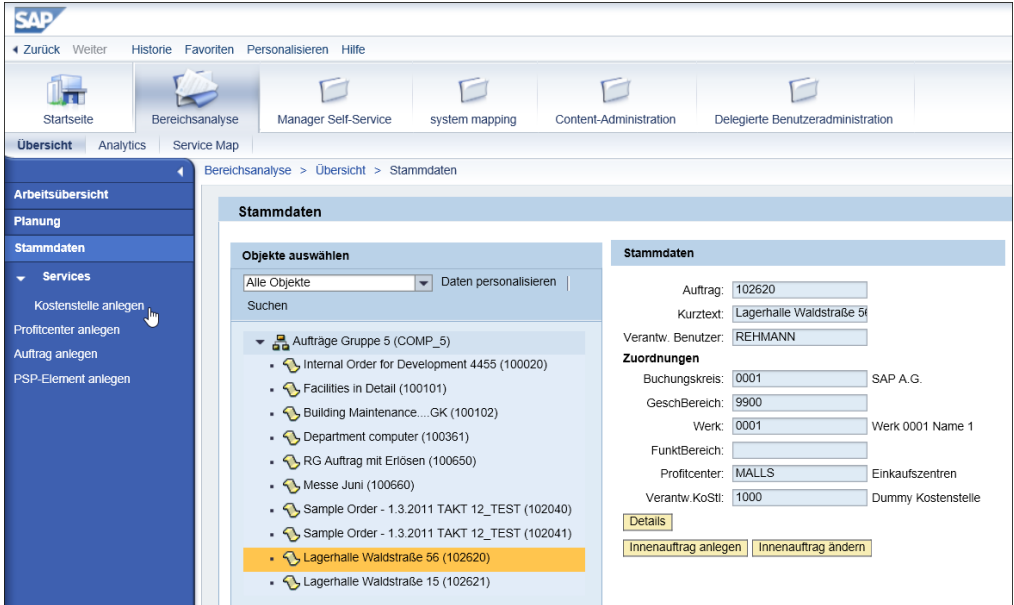 SAP
Zurück Weiter Historie Favoriten Personalisieren Hilfe
Startseite Bereichsanalyse Manager Self-Service system mapping Content-Administration Delegierte Benutzeradministration
Übersicht Analytics Service Map
Bereichsanalyse > Übersicht > Stammdaten
Arbeitsübersicht
Planung
Stammdaten
Services
Kostenstelle anlegen
Profitcenter anlegen
Auftrag anlegen
PSP-Element anlegen
Stammdaten
Objekte auswählen
Alle Objekte Daten personalisieren
Suchen
Aufträge Gruppe 5 (COMP_5)
Internal Order for Development 4455 (100020)
Facilities in Detail (100101)
Building Maintenance....GK (100102)
Department computer (100361)
RG Auftrag mit Erlösen (100650)
Messe Juni (100660)
Sample Order - 1.3.2011 TAKT 12_TEST (102040)
Sample Order - 1.3.2011 TAKT 12_TEST (102041)
Lagerhalle Waldstraße 56 (102620)
Lagerhalle Waldstraße 15 (102621)
Stammdaten
Auftrag: 102620
Kurztext: Lagerhalle Waldstraße 56
Verantw. Benutzer: REHMANN
Zuordnungen
Buchungskreis: 0001 SAP A.G.
GeschBereich: 9900
Werk: 0001 Werk 0001 Name 1
FunktBereich:
Profitcenter: MALLS Einkaufszentren
Verantw.KoStl: 1000 Dummy Kostenstelle
Details
Innenauftrag anlegen Innenauftrag ändern